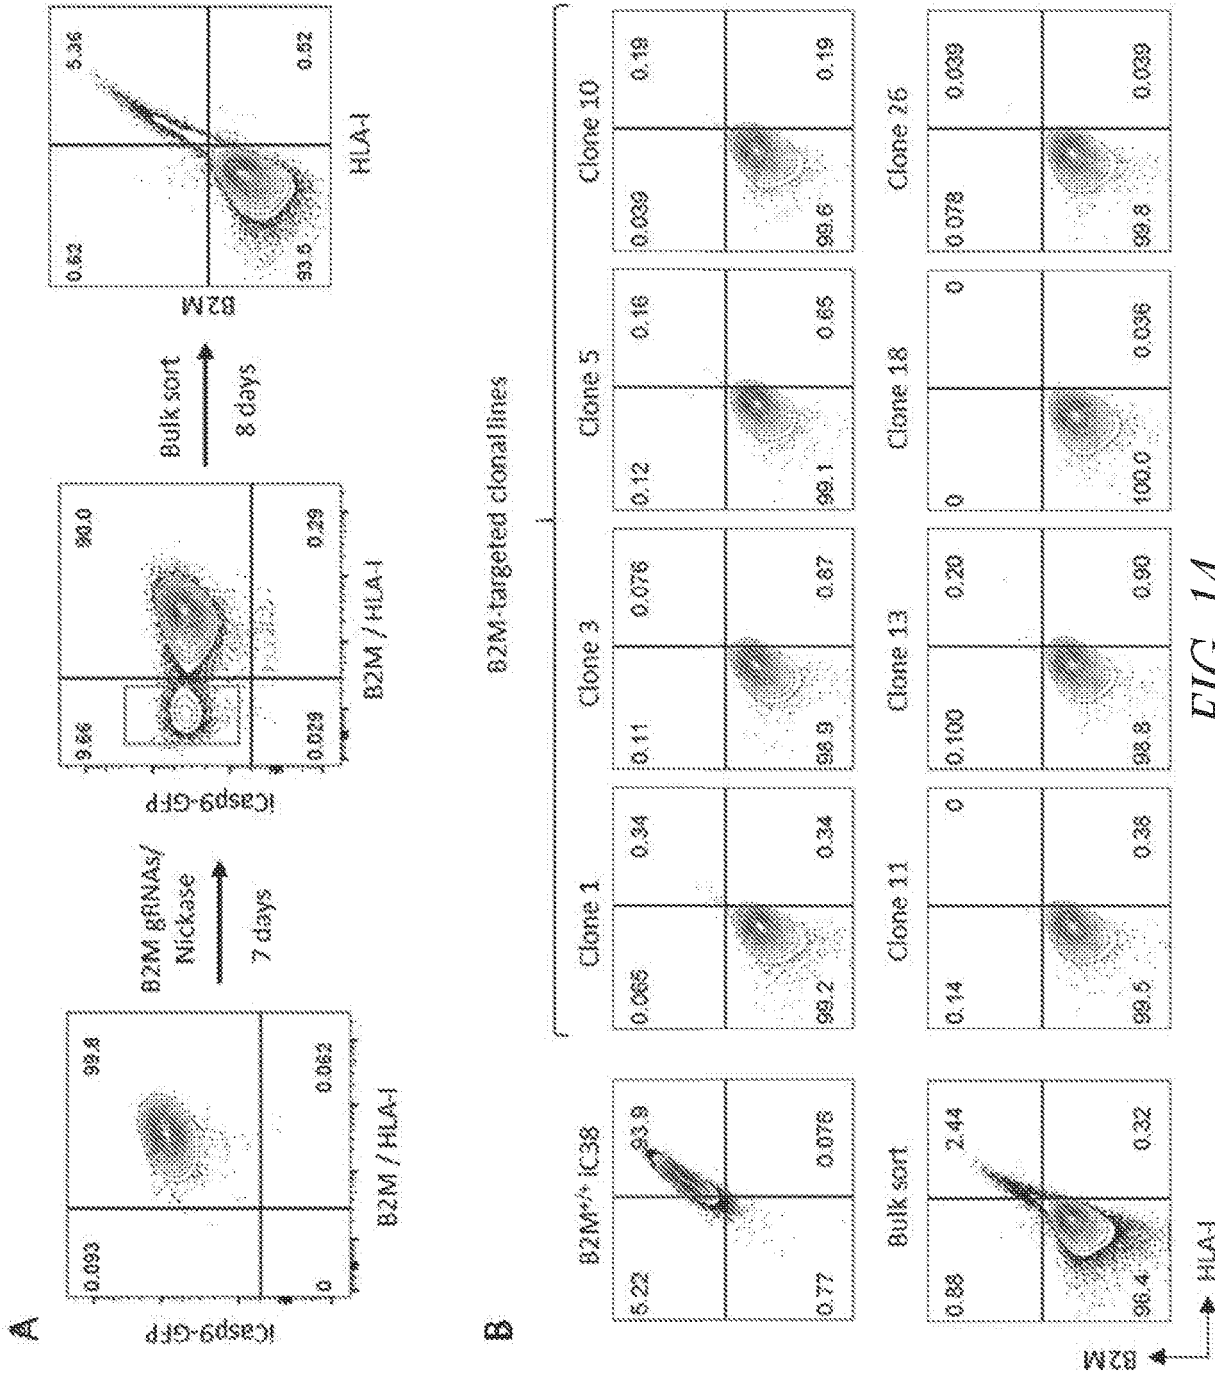 A
0.093
99.8
0
0.062
iCasp9-GFP
B2M / HLA-I
B2M gRNAs/
Nickase
7 days
9.66
90.0
0.029
0.29
iCasp9-GFP
B2M / HLA-I
Bulk sort
8 days
0.62
5.36
93.5
0.52
B2M
HLA-I
B
B2M-targeted clonal lines
B2M+/+ iC38
5.22
93.9
0.77
0.076
Clone 1
0.065
0.34
99.2
0.34
Clone 3
0.11
0.076
98.9
0.87
Clone 5
0.12
0.16
99.1
0.65
Clone 10
0.039
0.19
99.6
0.19
Bulk sort
0.88
2.44
96.4
0.32
Clone 11
0.14
0
99.5
0.38
Clone 13
0.100
0.20
98.8
0.90
Clone 18
0
0
100.0
0.036
Clone 26
0.078
0.039
99.8
0.039
B2M
HLA-I
FIG. 14